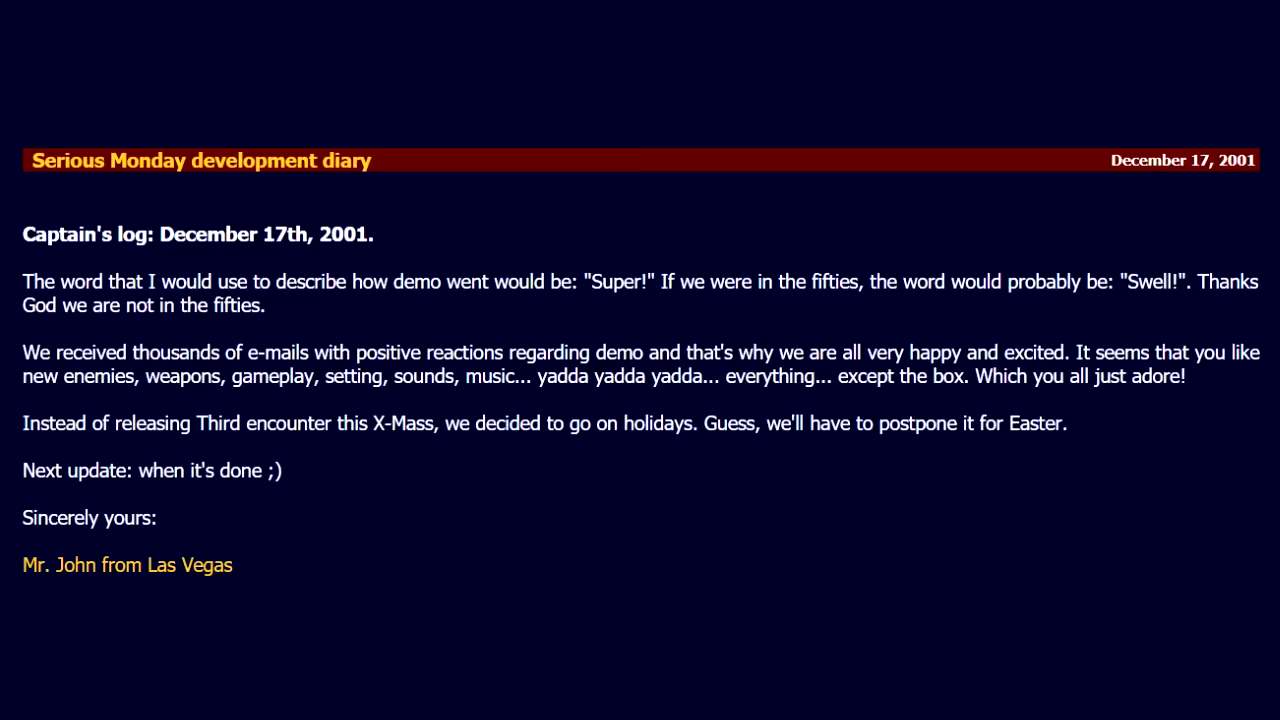 Serious Monday development diary
December 17, 2001
Captain's log: December 17th, 2001.
The word that I would use to describe how demo went would be: "Super!" If we were in the fifties, the word would probably be: "Swell!". Thanks
God we are not in the fifties.
We received thousands of e-mails with positive reactions regarding demo and that's why we are all very happy and excited. It seems that you like
new enemies, weapons, gameplay, setting, sounds, music... yadda yadda yadda... everything... except the box. Which you all just adore!
Instead of releasing Third encounter this X-Mass, we decided to go on holidays. Guess, we'll have to postpone it for Easter.
Next update: when it's done ;)
Sincerely yours:
Mr. John from Las Vegas